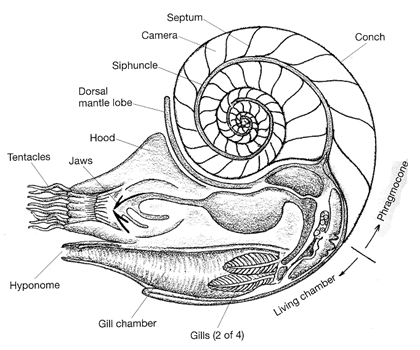 Septum
Camera
Conch
Siphuncle
Dorsal
mantle lobe
Hood
Tentacles
Jaws
Phragmocone
Living chamber
Hyponome
Gill chamber
Gills (2 of 4)